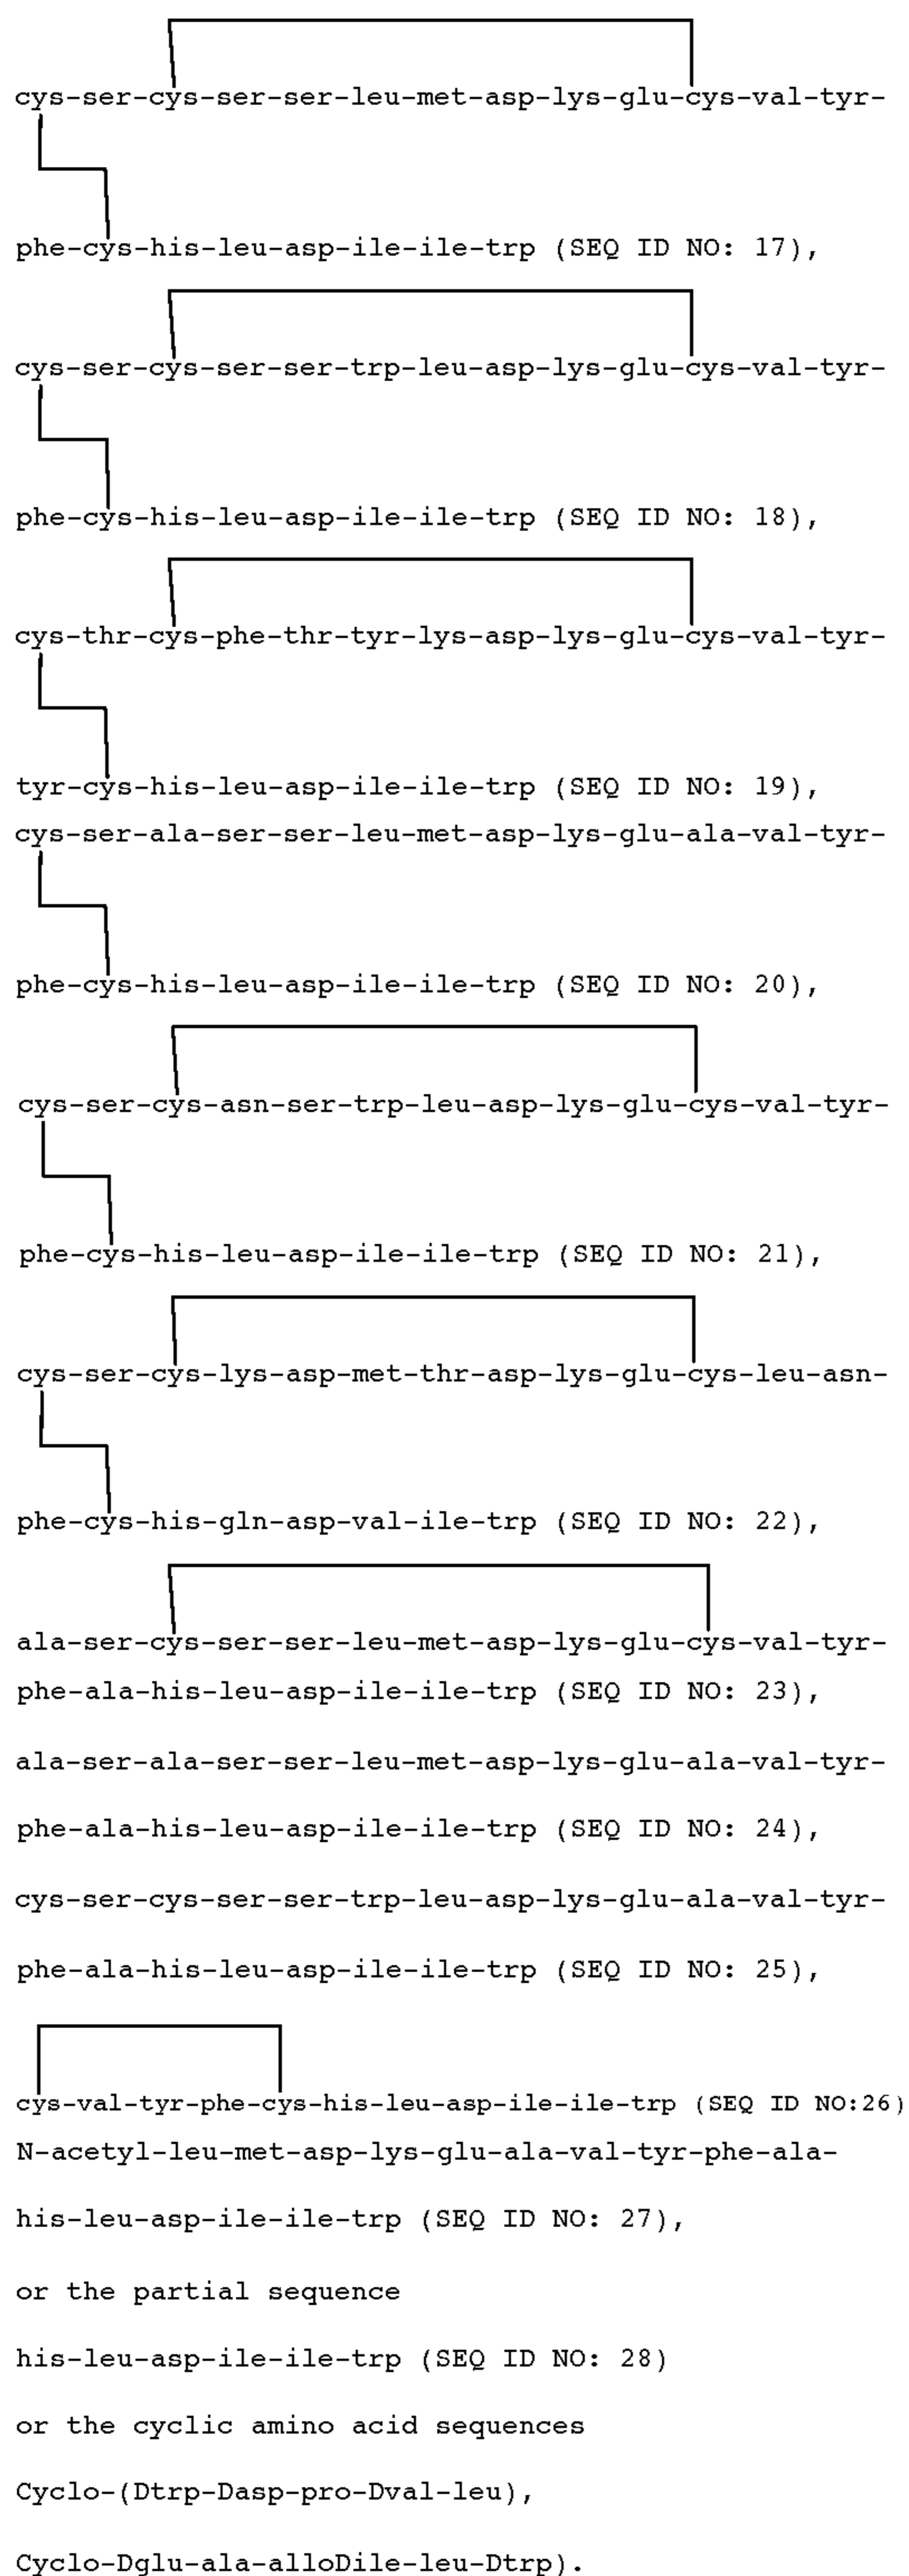 cys-ser-cys-ser-ser-leu-met-asp-lys-glu-cys-val-tyr-
phe-cys-his-leu-asp-ile-ile-trp (SEQ ID NO: 17),
cys-ser-cys-ser-ser-trp-leu-asp-lys-glu-cys-val-tyr-
phe-cys-his-leu-asp-ile-ile-trp (SEQ ID NO: 18),
cys-thr-cys-phe-thr-tyr-lys-asp-lys-glu-cys-val-tyr-
tyr-cys-his-leu-asp-ile-ile-trp (SEQ ID NO: 19),
cys-ser-ala-ser-ser-leu-met-asp-lys-glu-ala-val-tyr-
phe-cys-his-leu-asp-ile-ile-trp (SEQ ID NO: 20),
cys-ser-cys-asn-ser-trp-leu-asp-lys-glu-cys-val-tyr-
phe-cys-his-leu-asp-ile-ile-trp (SEQ ID NO: 21),
cys-ser-cys-lys-asp-met-thr-asp-lys-glu-cys-leu-asn-
phe-cys-his-gln-asp-val-ile-trp (SEQ ID NO: 22),
ala-ser-cys-ser-ser-leu-met-asp-lys-glu-cys-val-tyr-
phe-ala-his-leu-asp-ile-ile-trp (SEQ ID NO: 23),
ala-ser-ala-ser-ser-leu-met-asp-lys-glu-ala-val-tyr-
phe-ala-his-leu-asp-ile-ile-trp (SEQ ID NO: 24),
cys-ser-cys-ser-ser-trp-leu-asp-lys-glu-ala-val-tyr-
phe-ala-his-leu-asp-ile-ile-trp (SEQ ID NO: 25),
cys-val-tyr-phe-cys-his-leu-asp-ile-ile-trp (SEQ ID NO:26)
N-acetyl-leu-met-asp-lys-glu-ala-val-tyr-phe-ala-
his-leu-asp-ile-ile-trp (SEQ ID NO: 27),
or the partial sequence
his-leu-asp-ile-ile-trp (SEQ ID NO: 28)
or the cyclic amino acid sequences
Cyclo-(Dtrp-Dasp-pro-Dval-leu),
Cyclo-Dglu-ala-alloDile-leu-Dtrp).